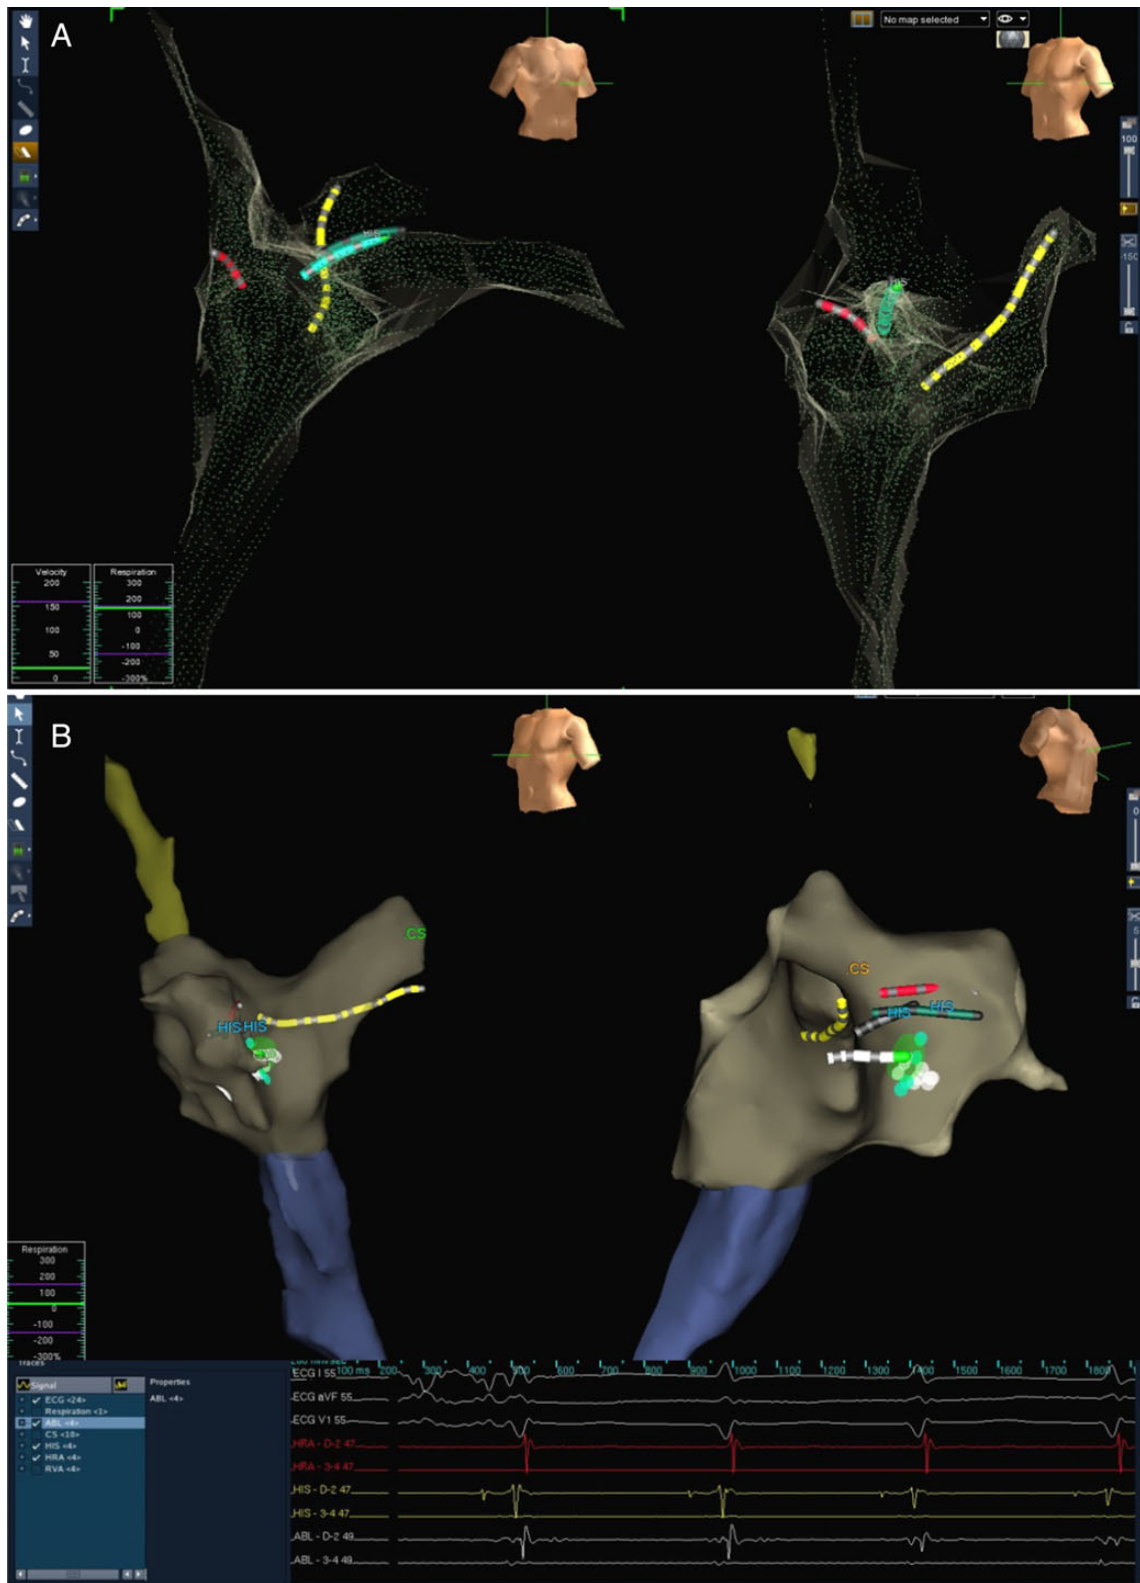 A
No map selected
HIS
HIS
100
-150
Velocity
200
150
100
50
0
Respiration
300
200
100
0
-100
-200
-300%
B
0
.CS
HIS HIS
5
.CS
HIS
HIS
Respiration
300
200
100
0
-100
-200
-300%
Traces
Signal
ECG <24>
Respiration <1>
ABL <4>
CS <10>
HIS <4>
HRA <4>
RVA <4>
Properties
ABL <4>
100 ms 200 300 400 500 600 700 800 900 1000 1100 1200 1300 1400 1500 1600 1700 1800
ECG I 55
ECG aVF 55
ECG V1 55
HRA - D-2 47
HRA - 3-4 47
HIS - D-2 47
HIS - 3-4 47
ABL - D-2 49
ABL - 3-4 49